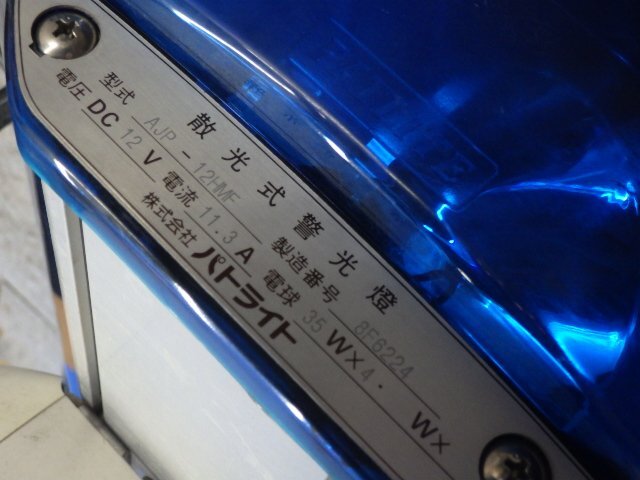 散光式警光燈
型式 AJP-12HMF 製造番号 8F6224
電圧 DC 12 V 電流 11.3 A 電球 35 W× 4 . W×
株式会社 パトライト